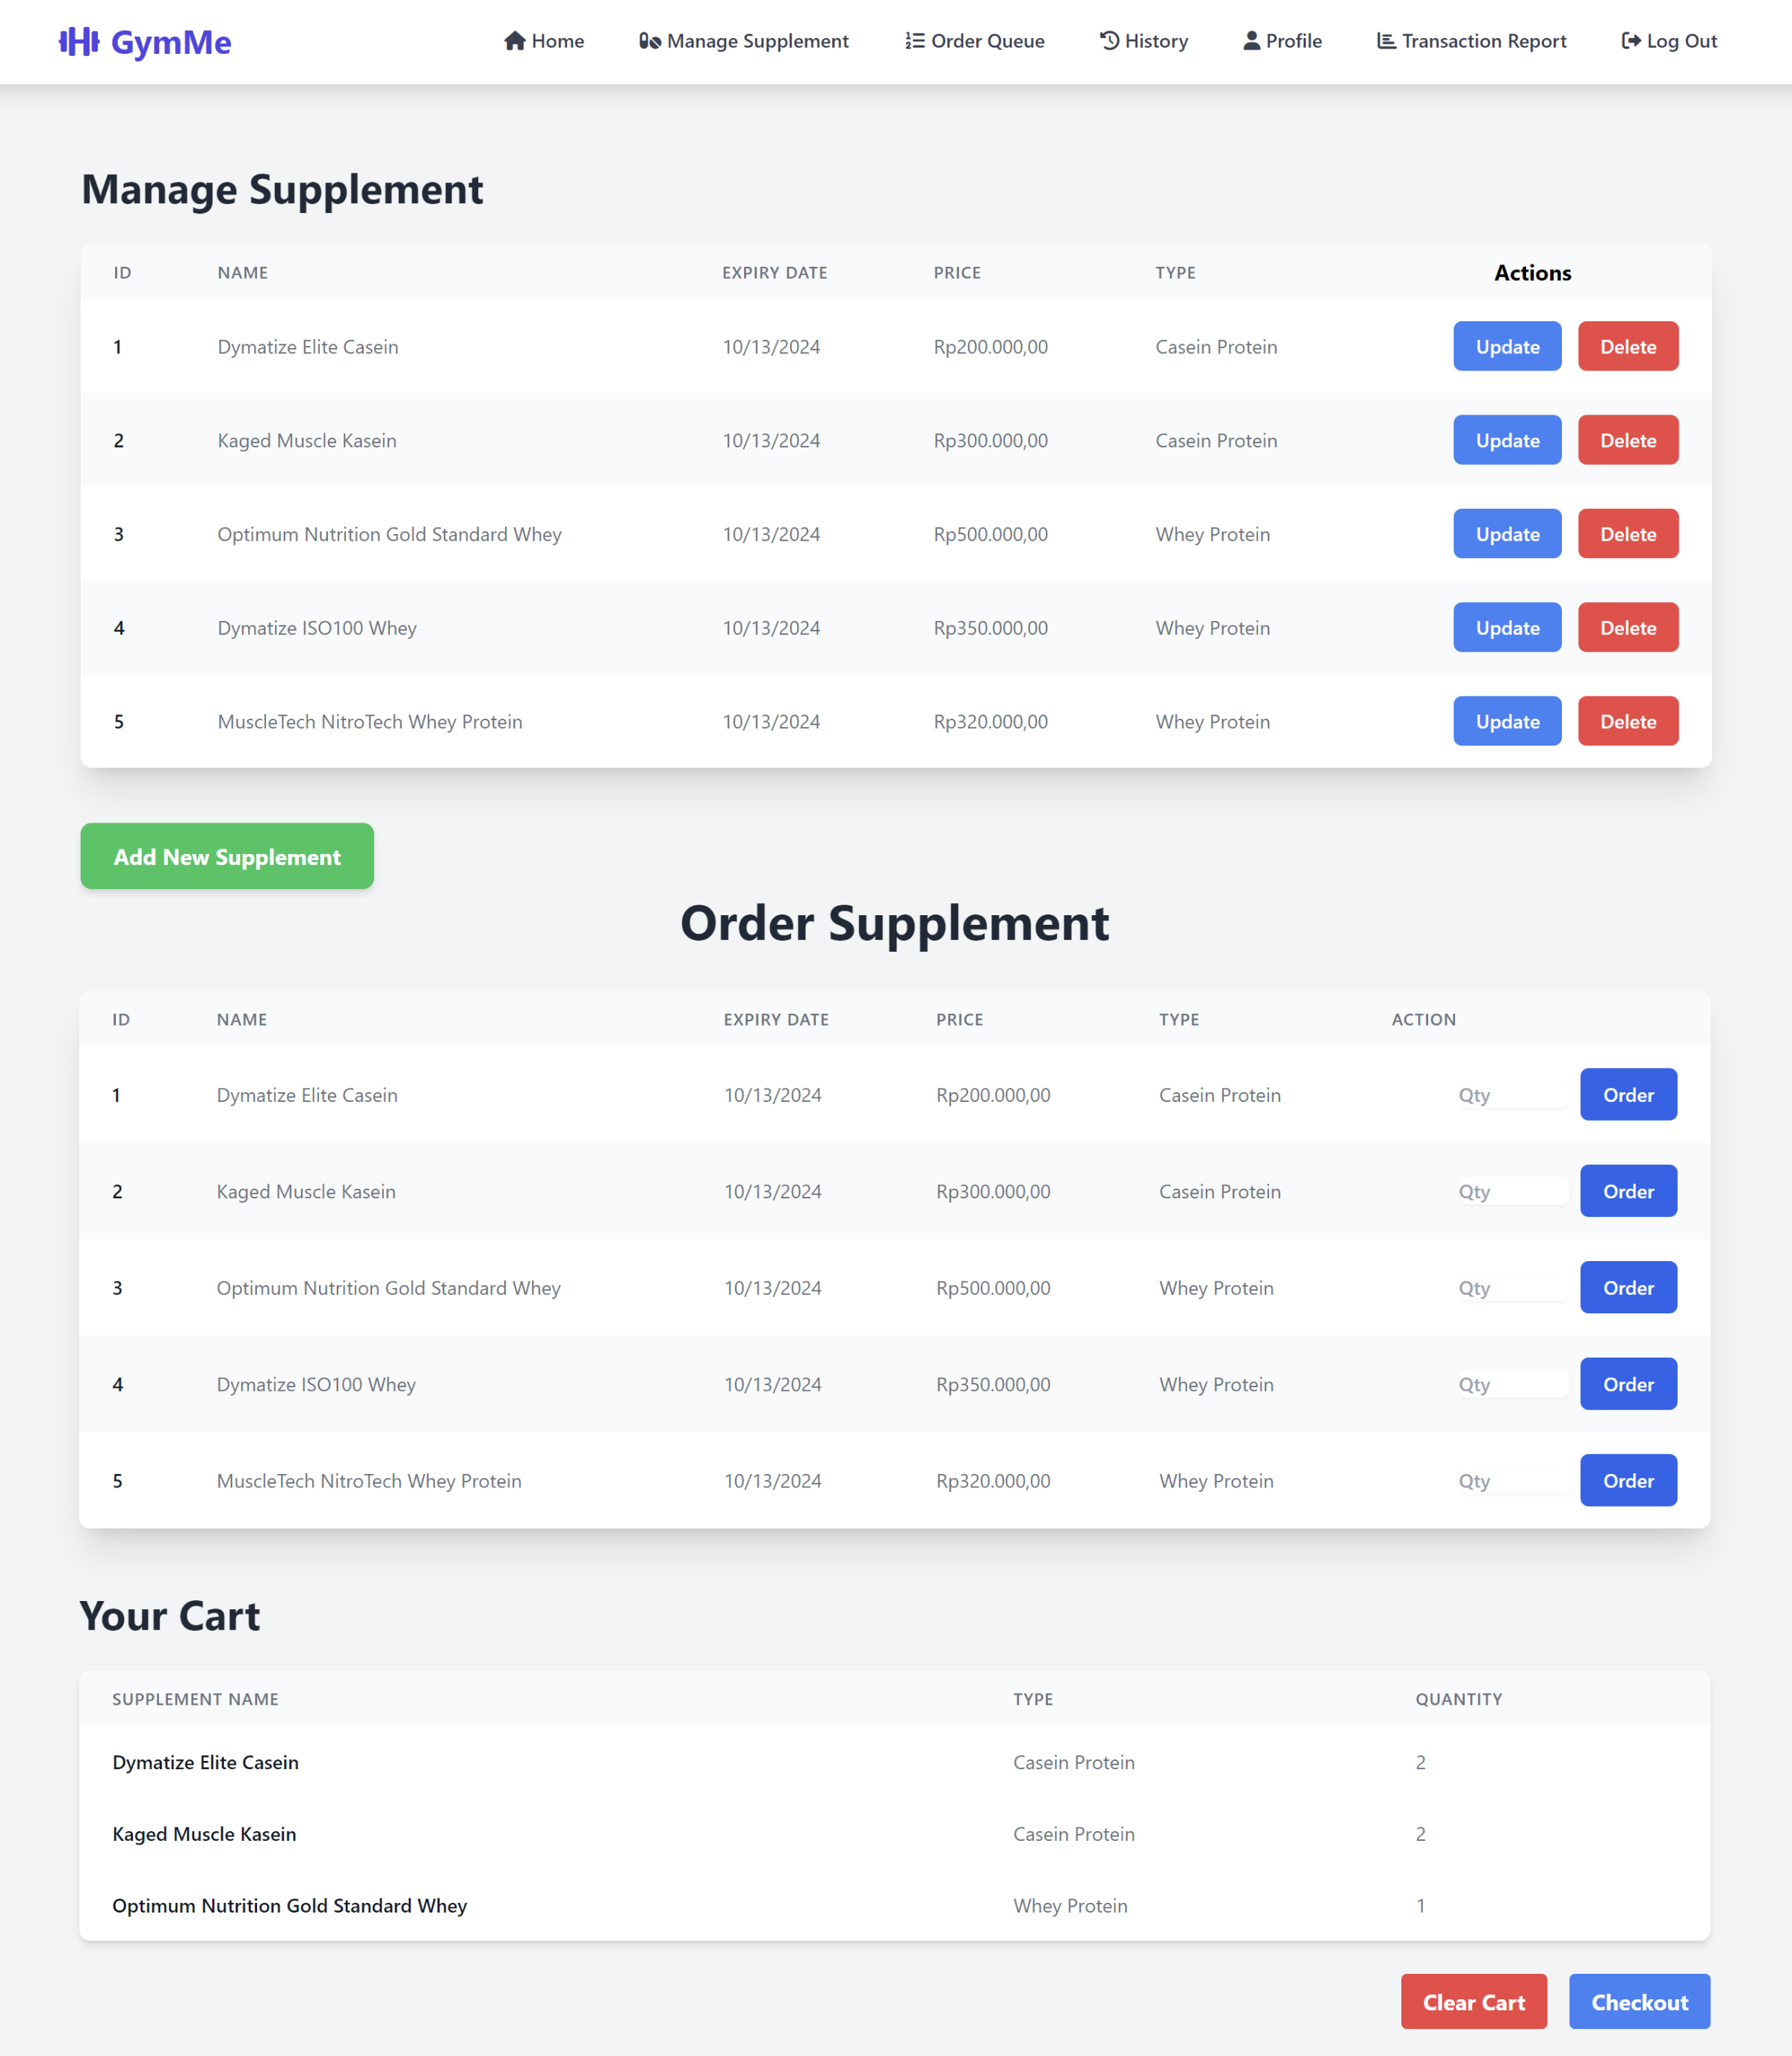 GymMe Home Manage Supplement Order Queue History Profile Transaction Report Log Out
Manage Supplement
ID NAME EXPIRY DATE PRICE TYPE Actions
1 Dymatize Elite Casein 10/13/2024 Rp200.000,00 Casein Protein Update Delete
2 Kaged Muscle Kasein 10/13/2024 Rp300.000,00 Casein Protein Update Delete
3 Optimum Nutrition Gold Standard Whey 10/13/2024 Rp500.000,00 Whey Protein Update Delete
4 Dymatize ISO100 Whey 10/13/2024 Rp350.000,00 Whey Protein Update Delete
5 MuscleTech NitroTech Whey Protein 10/13/2024 Rp320.000,00 Whey Protein Update Delete
Add New Supplement
Order Supplement
ID NAME EXPIRY DATE PRICE TYPE ACTION
1 Dymatize Elite Casein 10/13/2024 Rp200.000,00 Casein Protein Qty Order
2 Kaged Muscle Kasein 10/13/2024 Rp300.000,00 Casein Protein Qty Order
3 Optimum Nutrition Gold Standard Whey 10/13/2024 Rp500.000,00 Whey Protein Qty Order
4 Dymatize ISO100 Whey 10/13/2024 Rp350.000,00 Whey Protein Qty Order
5 MuscleTech NitroTech Whey Protein 10/13/2024 Rp320.000,00 Whey Protein Qty Order
Your Cart
SUPPLEMENT NAME TYPE QUANTITY
Dymatize Elite Casein Casein Protein 2
Kaged Muscle Kasein Casein Protein 2
Optimum Nutrition Gold Standard Whey Whey Protein 1
Clear Cart Checkout